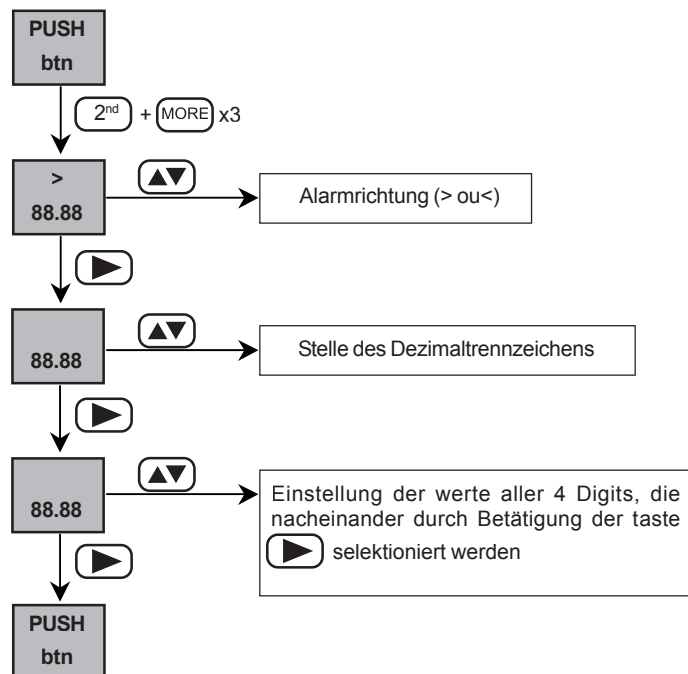 PUSH
btn
2nd + MORE x3
>
88.88
Alarmrichtung (> ou<)
88.88
Stelle des Dezimaltrennzeichens
88.88
Einstellung der werte aller 4 Digits, die
nacheinander durch Betätigung der taste
selektioniert werden
PUSH
btn